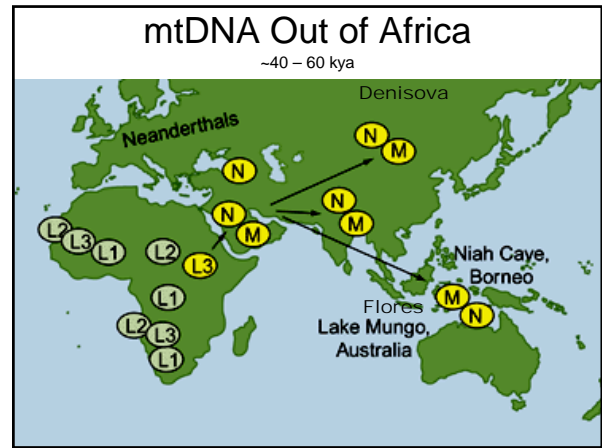 mtDNA Out of Africa
~40 – 60 kya
Denisova
Neanderthals
N
M
N
N
M
N
M
L2
L3
L1
L2
L3
L1
L2
L3
L1
Niah Cave,
Borneo
M
N
Flores
Lake Mungo,
Australia